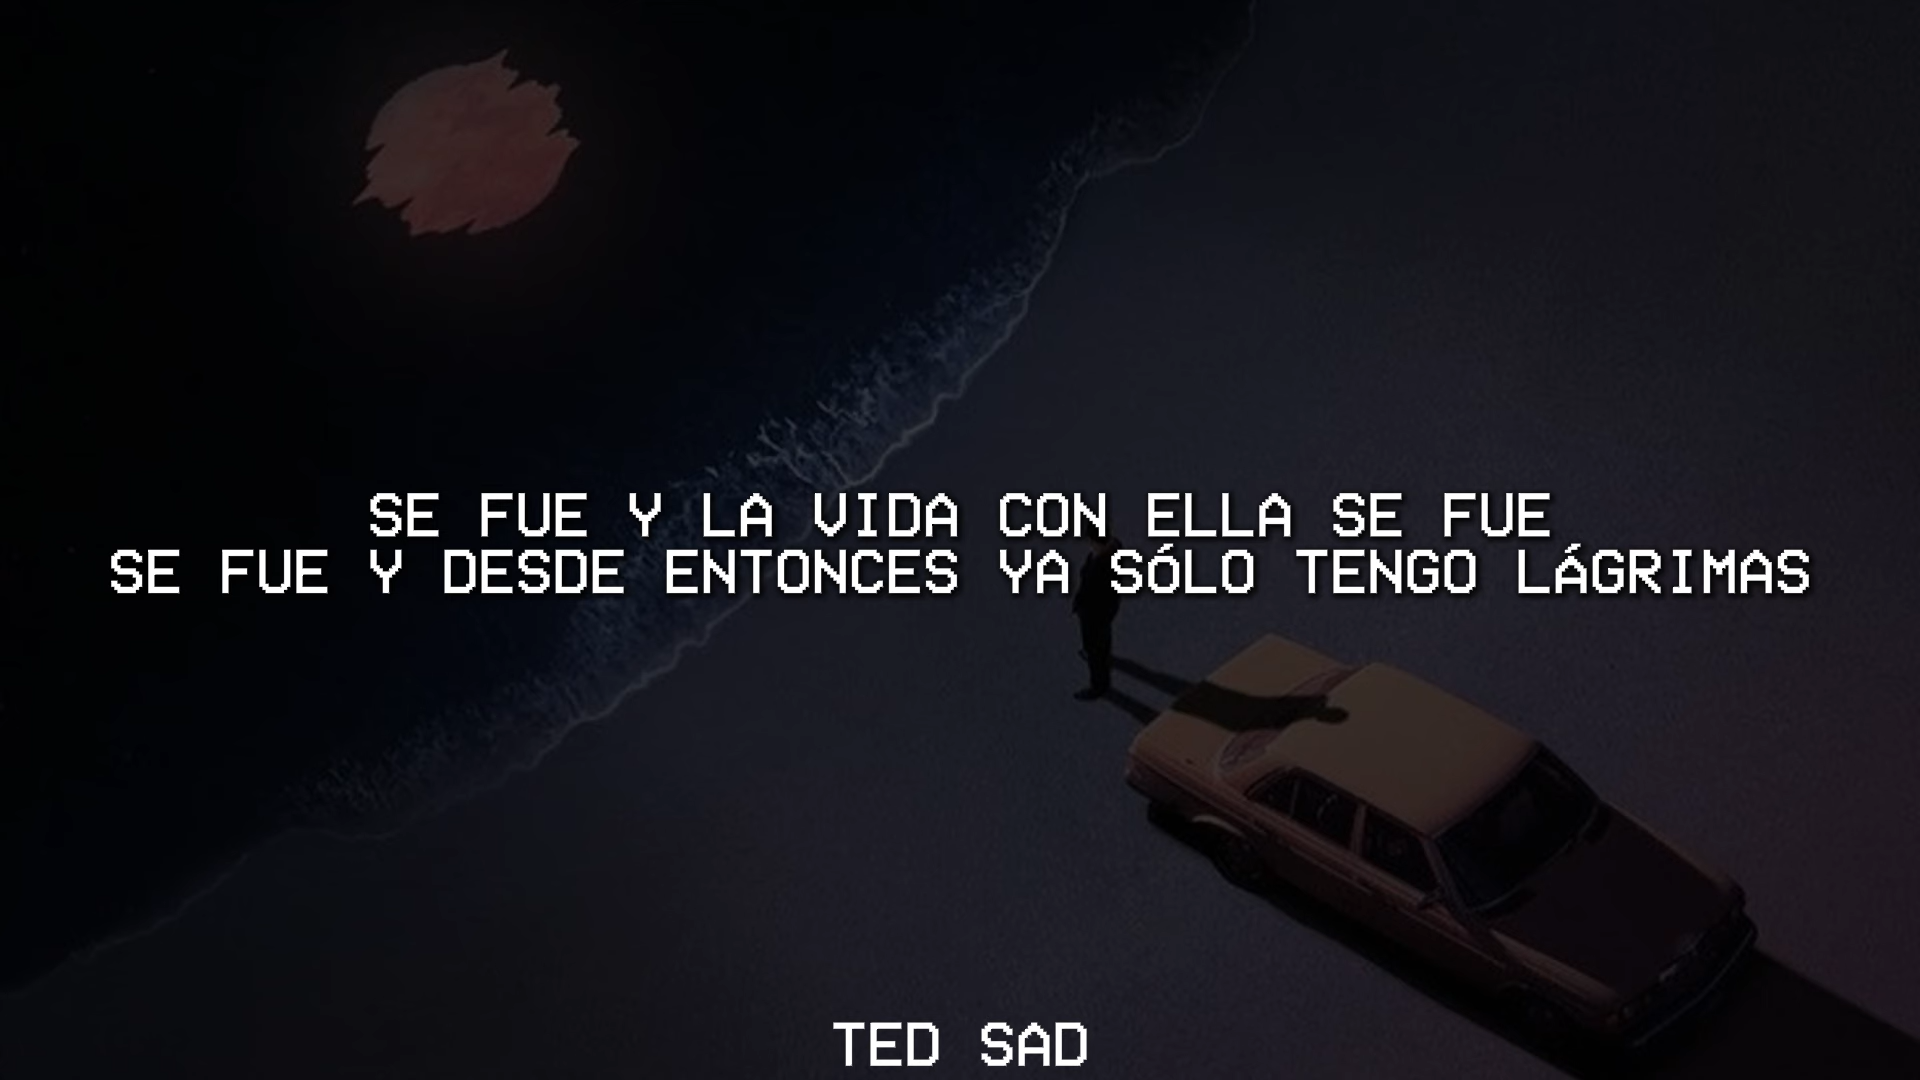 SE FUE Y LA VIDA CON ELLA SE FUE
SE FUE Y DESDE ENTONCES YA SÓLO TENGO LÁGRIMAS
TED SAD